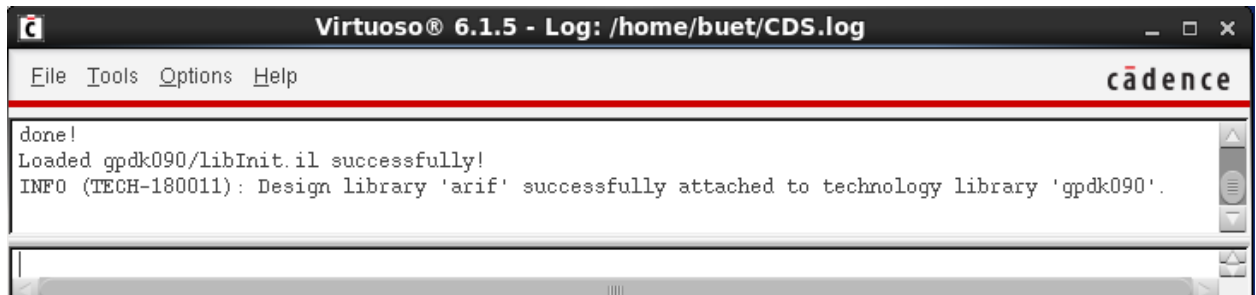 Virtuoso® 6.1.5 - Log: /home/buet/CDS.log
File Tools Options Help
cādence
done!
Loaded gpdk090/libInit.il successfully!
INFO (TECH-180011): Design library 'arif' successfully attached to technology library 'gpdk090'.